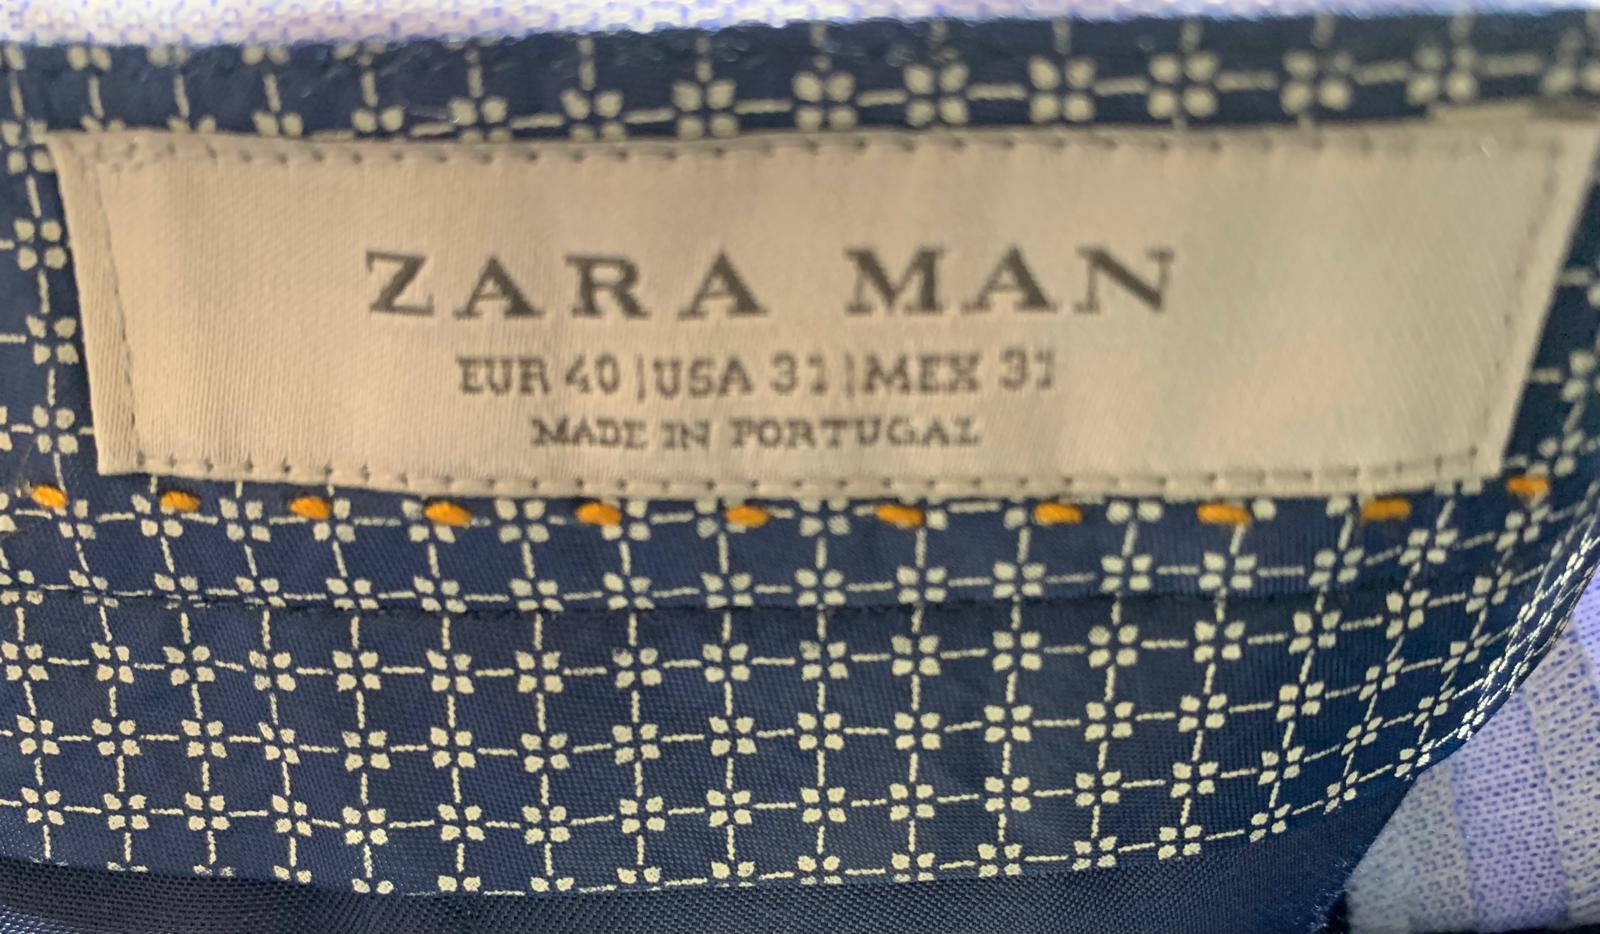 ZARA MAN
EUR 40 | USA 31 | MEX 31
MADE IN PORTUGAL